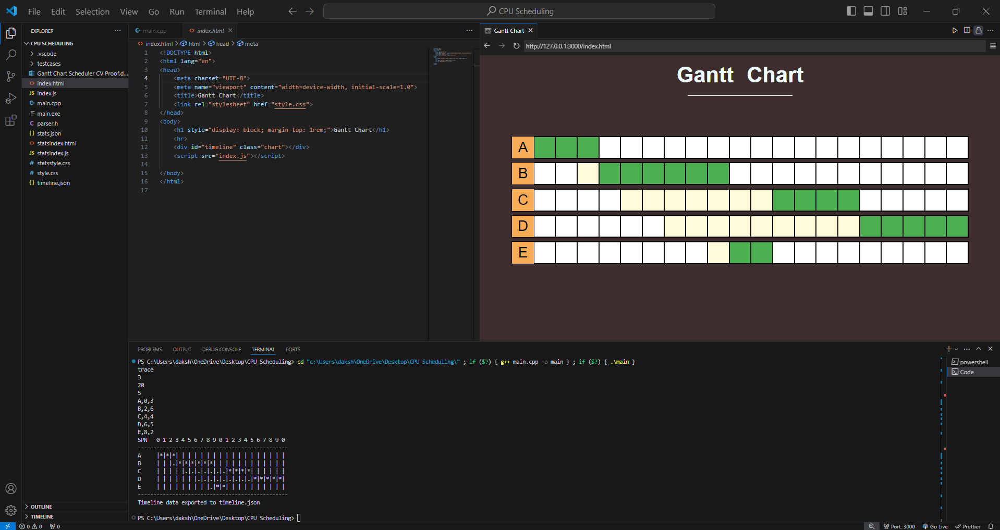 File Edit Selection View Go Run Terminal Help
CPU Scheduling
EXPLORER
CPU SCHEDULING
.vscode
testcases
Gantt Chart Scheduler CV Proof.d...
index.html
index.js
main.cpp
main.exe
parser.h
stats.json
statsindex.html
statsindex.js
statsstyle.css
style.css
timeline.json
OUTLINE
TIMELINE
main.cpp
index.html
index.html > html > head > meta
1 <!DOCTYPE html>
2 <html lang="en">
3 <head>
4 <meta charset="UTF-8">
5 <meta name="viewport" content="width=device-width, initial-scale=1.0">
6 <title>Gantt Chart</title>
7 <link rel="stylesheet" href="style.css">
8 </head>
9 <body>
10 <h1 style="display: block; margin-top: 1rem;">Gantt Chart</h1>
11 <hr>
12 <div id="timeline" class="chart"></div>
13 <script src="index.js"></script>
14
15 </body>
16 </html>
17
Gantt Chart
http://127.0.0.1:3000/index.html
Gantt Chart
A
B
C
D
E
PROBLEMS OUTPUT DEBUG CONSOLE TERMINAL PORTS
PS C:\Users\daksh\OneDrive\Desktop\CPU Scheduling> cd "c:\Users\daksh\OneDrive\Desktop\CPU Scheduling\" ; if ($?) { g++ main.cpp -o main } ; if ($?) { .\main }
trace
3
20
5
A,0,3
B,2,6
C,4,4
D,6,5
E,8,2
SPN 0 1 2 3 4 5 6 7 8 9 0 1 2 3 4 5 6 7 8 9 0
------------------------------------------------
A |*|*|*| | | | | | | | | | | | | | | | | |
B | | |.|*|*|*|*|*|*| | | | | | | | | | | |
C | | | | |.|.|.|.|.|.|.|*|*|*|*| | | | | |
D | | | | | | |.|.|.|.|.|.|.|.|.|*|*|*|*|*|
E | | | | | | | | |.|*|*| | | | | | | | | |
------------------------------------------------
Timeline data exported to timeline.json
PS C:\Users\daksh\OneDrive\Desktop\CPU Scheduling>
powershell
Code
0 0 0
Port: 3000 Go Live Prettier